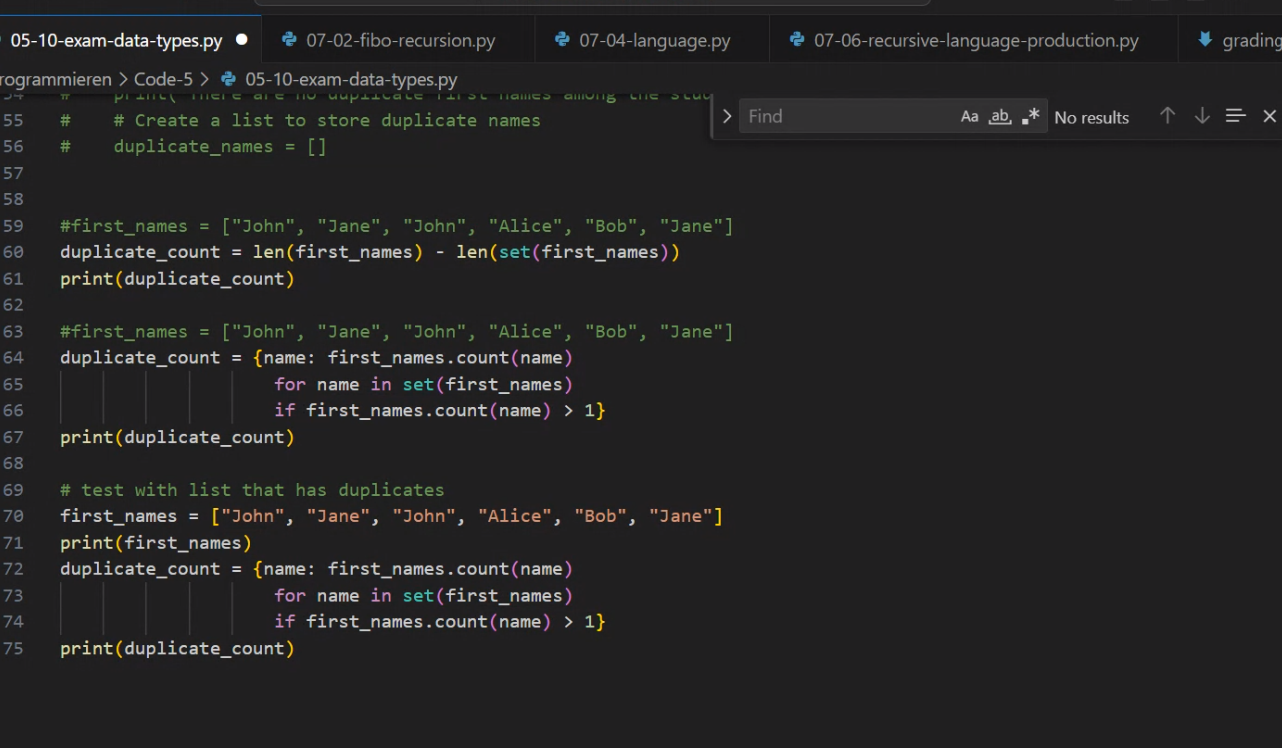 05-10-exam-data-types.py 07-02-fibo-recursion.py 07-04-language.py 07-06-recursive-language-production.py grading
rogrammieren > Code-5 > 05-10-exam-data-types.py
Find Aa ab .* No results
54 # print("There are no duplicate first names among the stud
55 # # Create a list to store duplicate names
56 # duplicate_names = []
57
58
59 #first_names = ["John", "Jane", "John", "Alice", "Bob", "Jane"]
60 duplicate_count = len(first_names) - len(set(first_names))
61 print(duplicate_count)
62
63 #first_names = ["John", "Jane", "John", "Alice", "Bob", "Jane"]
64 duplicate_count = {name: first_names.count(name)
65 for name in set(first_names)
66 if first_names.count(name) > 1}
67 print(duplicate_count)
68
69 # test with list that has duplicates
70 first_names = ["John", "Jane", "John", "Alice", "Bob", "Jane"]
71 print(first_names)
72 duplicate_count = {name: first_names.count(name)
73 for name in set(first_names)
74 if first_names.count(name) > 1}
75 print(duplicate_count)